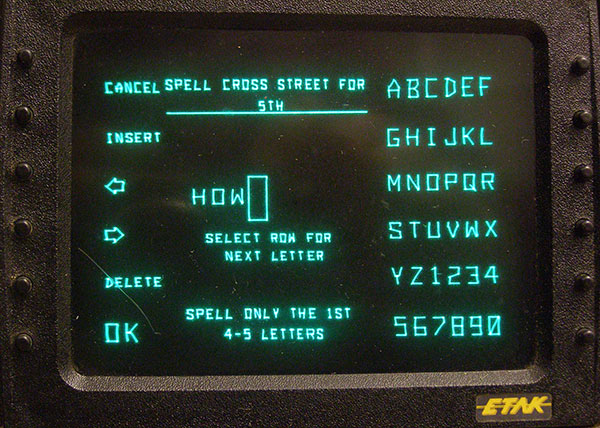 CANCEL
INSERT
DELETE
OK
SPELL CROSS STREET FOR
5TH
HOW
SELECT ROW FOR
NEXT LETTER
SPELL ONLY THE 1ST
4-5 LETTERS
ABCDEF
GHIJKL
MNOPQR
STUVWX
YZ1234
567890
ETAK